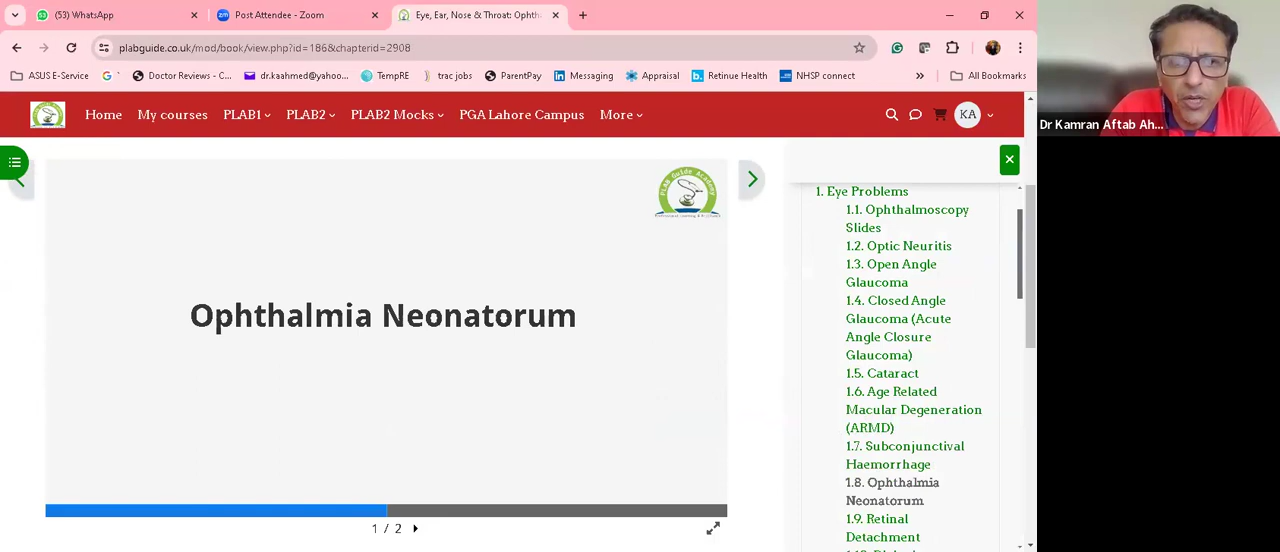 (53) WhatsApp
Post Attendee - Zoom
Eye, Ear, Nose & Throat: Ophth
plabguide.co.uk/mod/book/view.php?id=186&chapterid=2908
ASUS E-Service
Doctor Reviews - C...
dr.kaahmed@yahoo...
TempRE
trac jobs
ParentPay
Messaging
Appraisal
Retinue Health
NHSP connect
All Bookmarks
Home
My courses
PLAB1
PLAB2
PLAB2 Mocks
PGA Lahore Campus
More
KA
Dr Kamran Aftab Ah...
PLAB Guide Academy
Ophthalmia Neonatorum
1 / 2
1. Eye Problems
1.1. Ophthalmoscopy
Slides
1.2. Optic Neuritis
1.3. Open Angle
Glaucoma
1.4. Closed Angle
Glaucoma (Acute
Angle Closure
Glaucoma)
1.5. Cataract
1.6. Age Related
Macular Degeneration
(ARMD)
1.7. Subconjunctival
Haemorrhage
1.8. Ophthalmia
Neonatorum
1.9. Retinal
Detachment